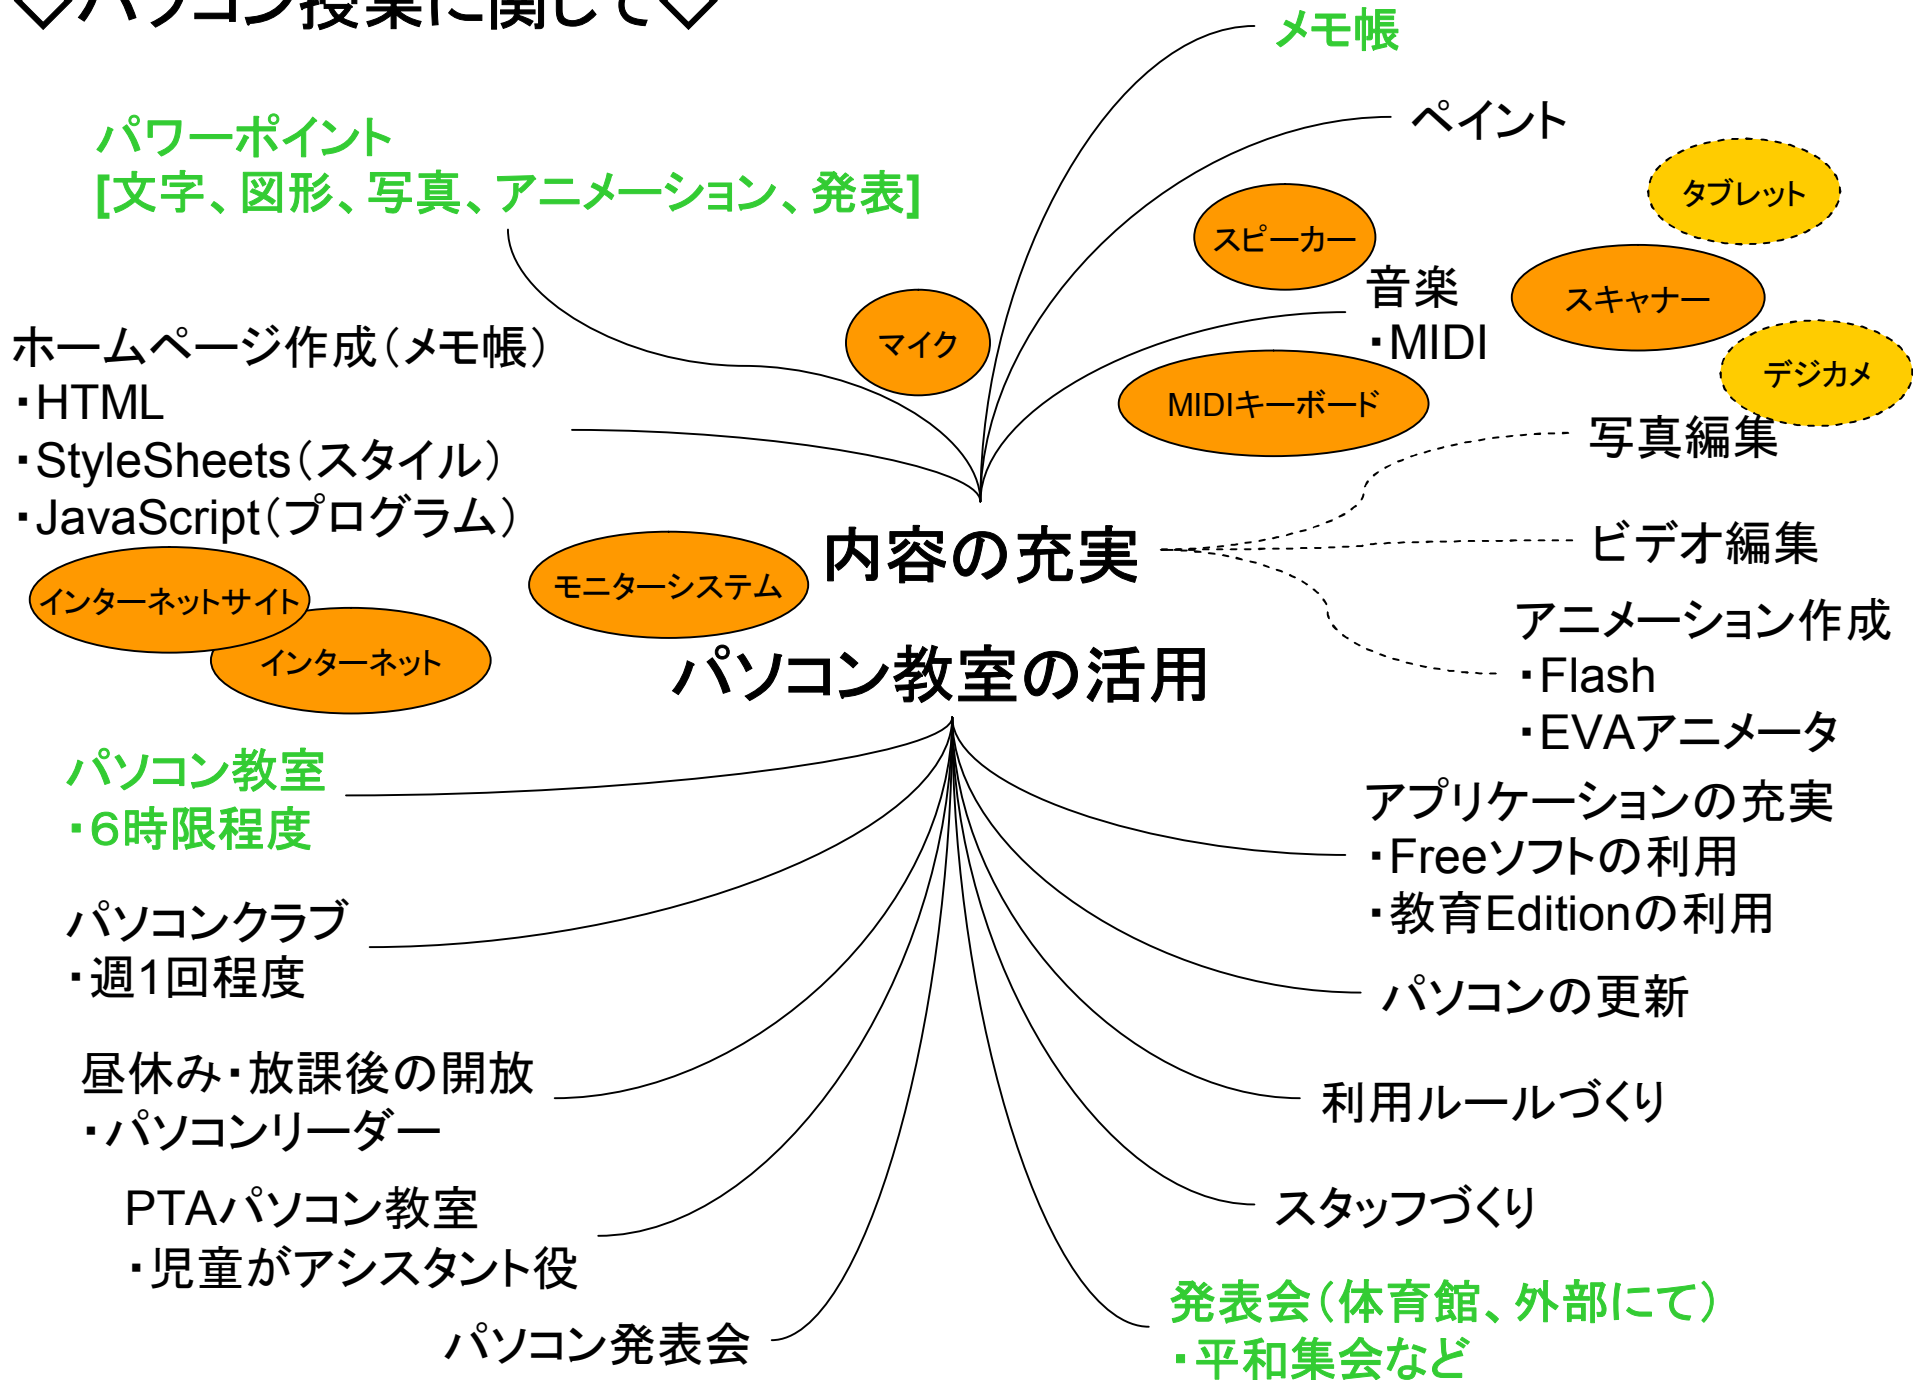 ◇パソコン授業に関して◇
メモ帳
ペイント
パワーポイント
[文字、図形、写真、アニメーション、発表]
タブレット
スピーカー
スキャナー
音楽
・MIDI
マイク
デジカメ
MIDIキーボード
ホームページ作成(メモ帳)
・HTML
・StyleSheets(スタイル)
・JavaScript(プログラム)
写真編集
内容の充実
ビデオ編集
モニターシステム
インターネットサイト
インターネット
アニメーション作成
・Flash
・EVAアニメータ
パソコン教室の活用
パソコン教室
・6時限程度
アプリケーションの充実
・Freeソフトの利用
・教育Editionの利用
パソコンクラブ
・週1回程度
パソコンの更新
昼休み・放課後の開放
・パソコンリーダー
利用ルールづくり
PTAパソコン教室
・児童がアシスタント役
スタッフづくり
パソコン発表会
発表会(体育館、外部にて)
・平和集会など